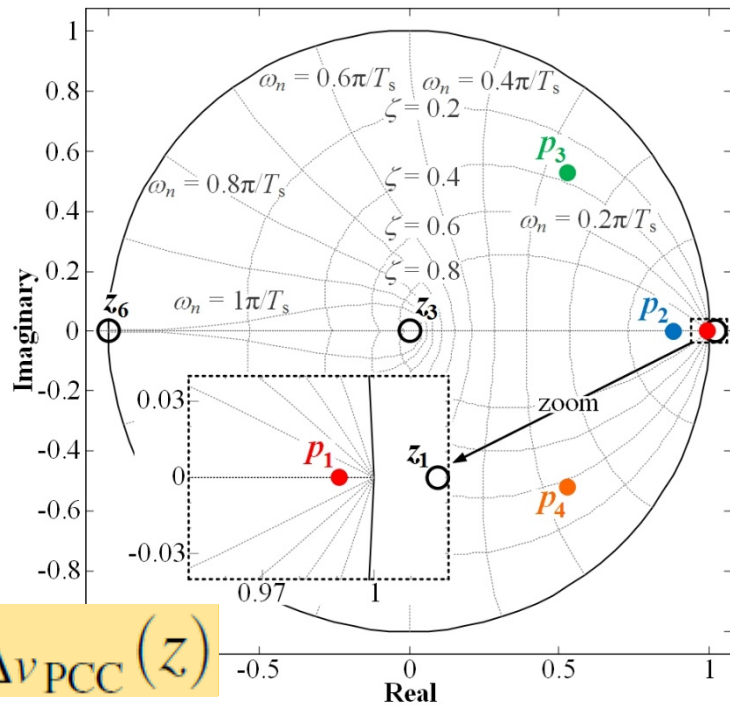 1
ωₙ = 0.6π/Tₛ
ωₙ = 0.4π/Tₛ
0.8
ζ = 0.2
p₃
0.6
ωₙ = 0.8π/Tₛ
ζ = 0.4
0.4
ζ = 0.6
ωₙ = 0.2π/Tₛ
0.2
ζ = 0.8
z₆
ωₙ = 1π/Tₛ
z₃
p₂
Imaginary
0
-0.2
0.03
zoom
-0.4
p₁
z₁
0
p₄
-0.6
-0.03
-0.8
0.97
1
Δv PCC (z)
-0.5
0
0.5
1
Real